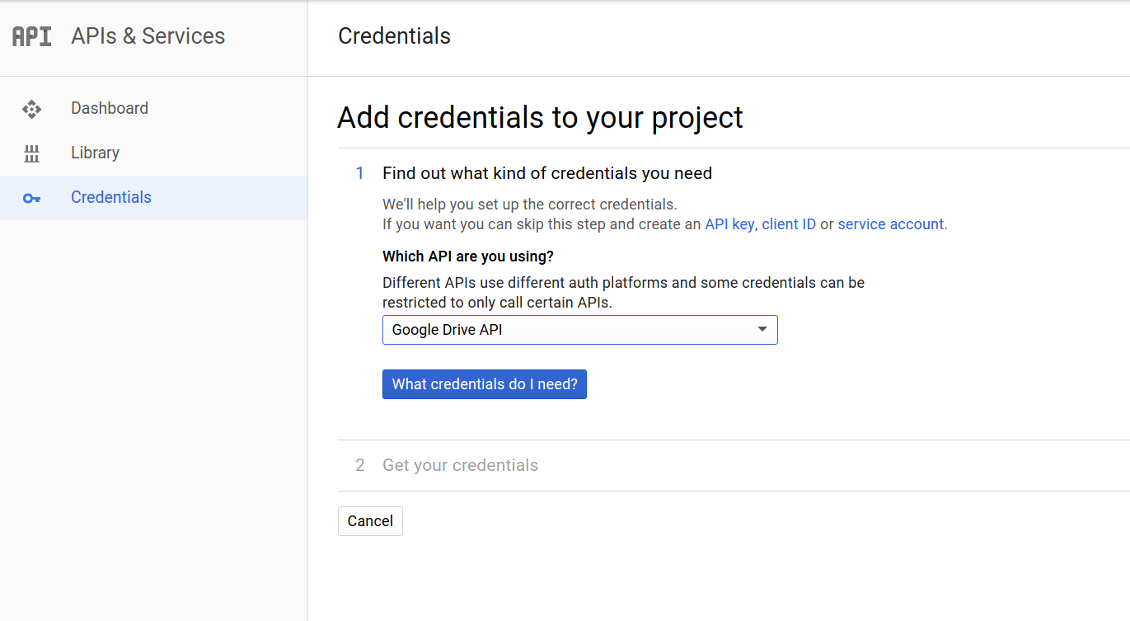 API APIs & Services
Credentials
Dashboard
Library
Credentials
Add credentials to your project
1 Find out what kind of credentials you need
We'll help you set up the correct credentials.
If you want you can skip this step and create an API key, client ID or service account.
Which API are you using?
Different APIs use different auth platforms and some credentials can be
restricted to only call certain APIs.
Google Drive API
What credentials do I need?
2 Get your credentials
Cancel